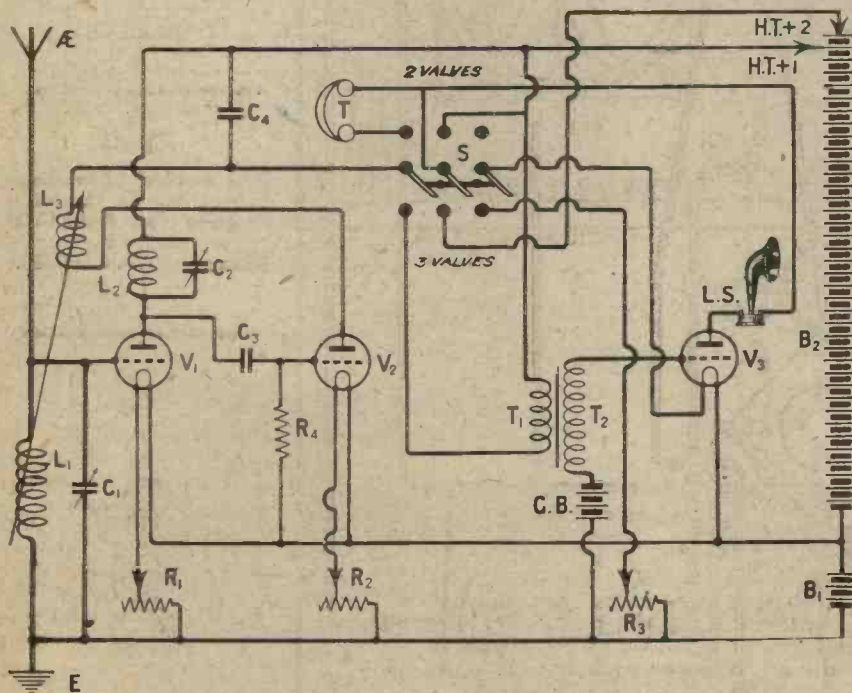 Æ
H.T.+2
H.T.+1
2 VALVES
C4
T
S
L3
L2
C2
3 VALVES
L.S.
C3
V1
V2
V3
B2
R4
T1
T2
L1
C1
G.B.
R1
R2
R3
B1
E